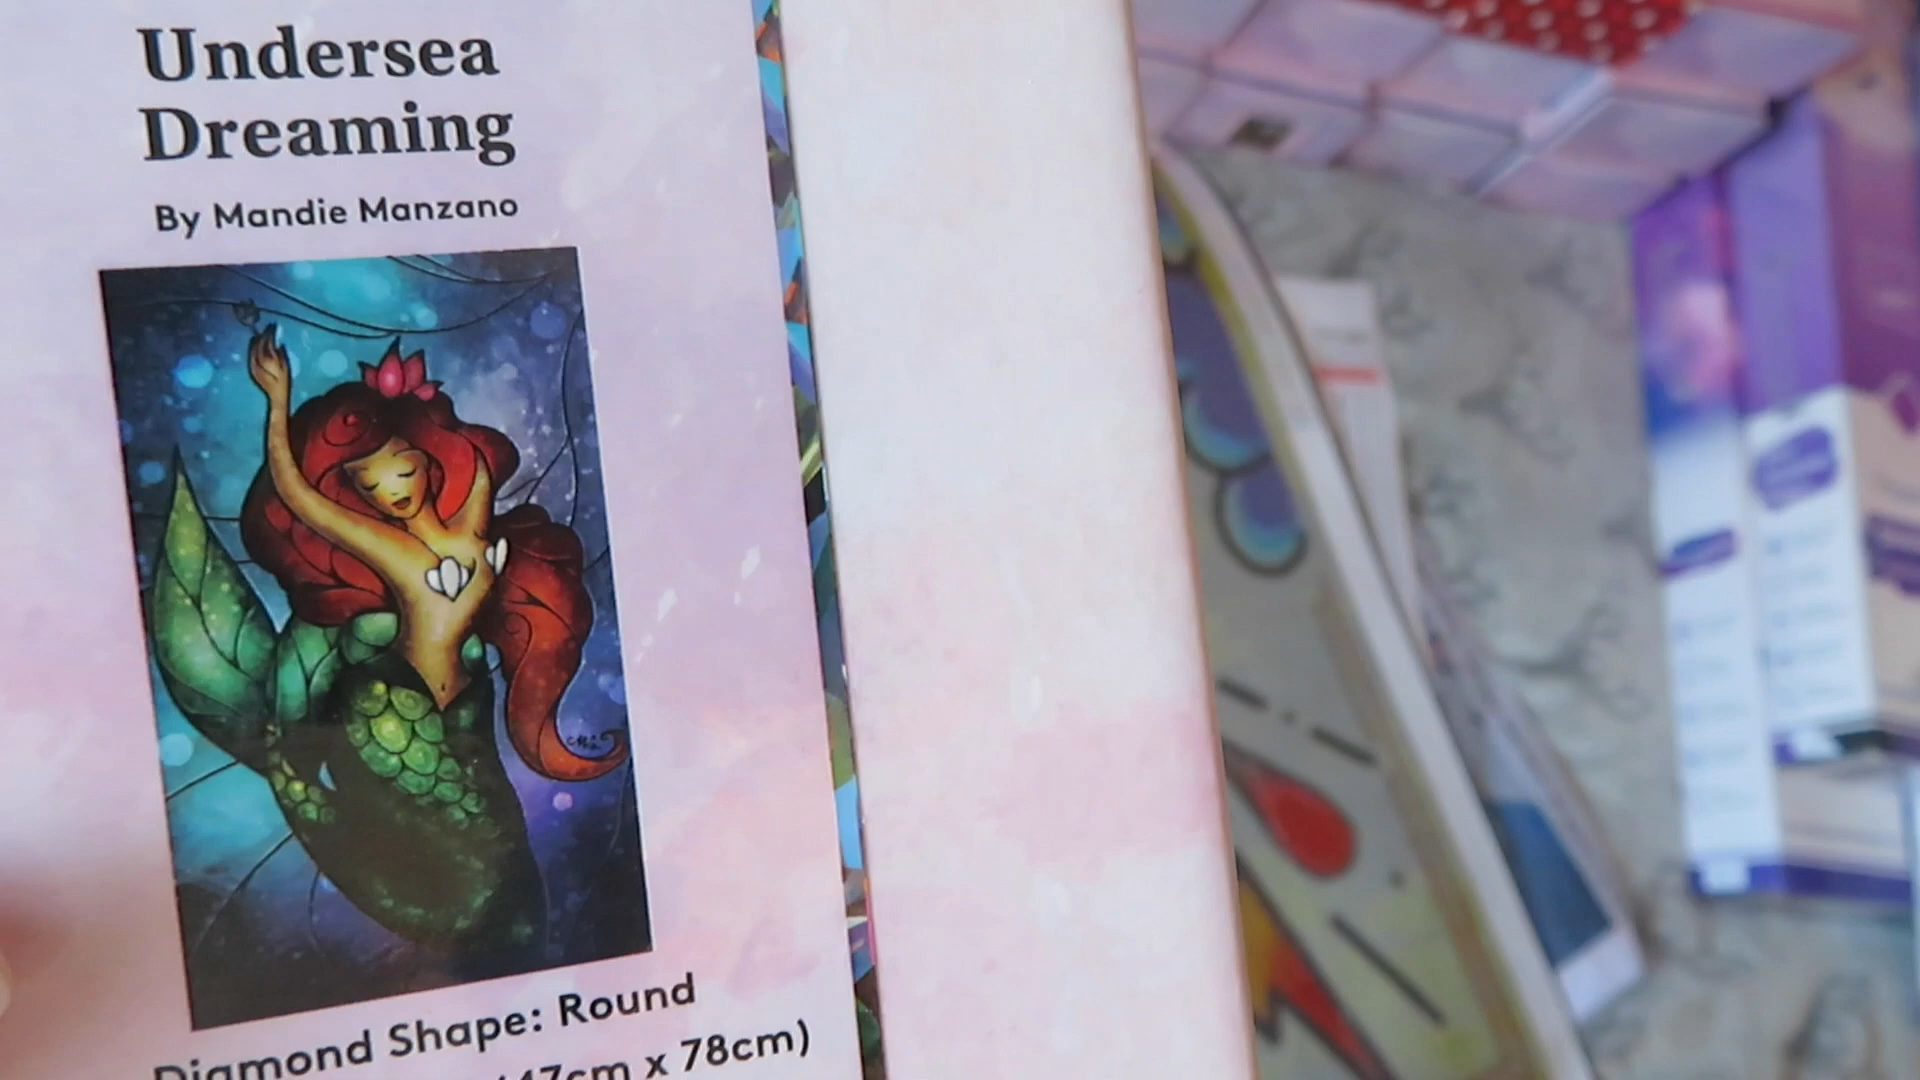 Undersea
Dreaming
By Mandie Manzano
Diamond Shape: Round
47cm x 78cm)